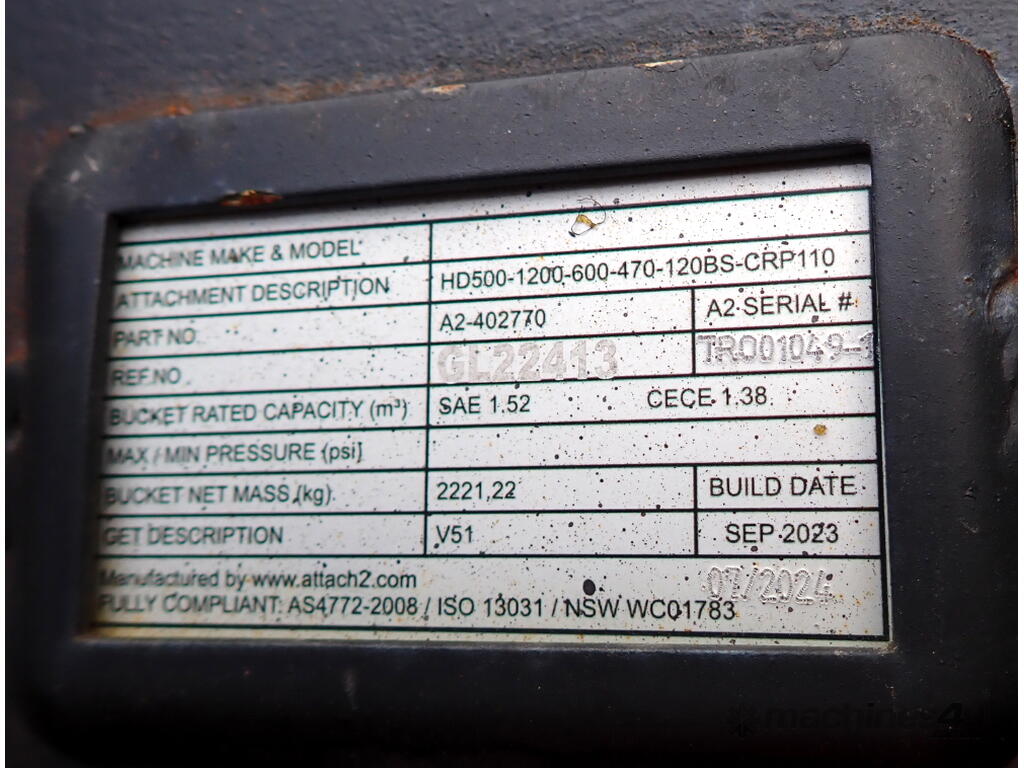 MACHINE MAKE & MODEL
ATTACHMENT DESCRIPTION HD500-1200-600-470-120BS-CRP110
PART NO A2-402770 A2 SERIAL #
REF.NO GL22413 TRO01049-1
BUCKET RATED CAPACITY (m³) SAE 1.52 CECE 1.38
MAX / MIN PRESSURE (psi)
BUCKET NET MASS (kg) 2221,22 BUILD DATE
GET DESCRIPTION V51 SEP 2023
Manufactured by www.attach2.com 07/2024
FULLY COMPLIANT: AS4772-2008 / ISO 13031 / NSW WC01783